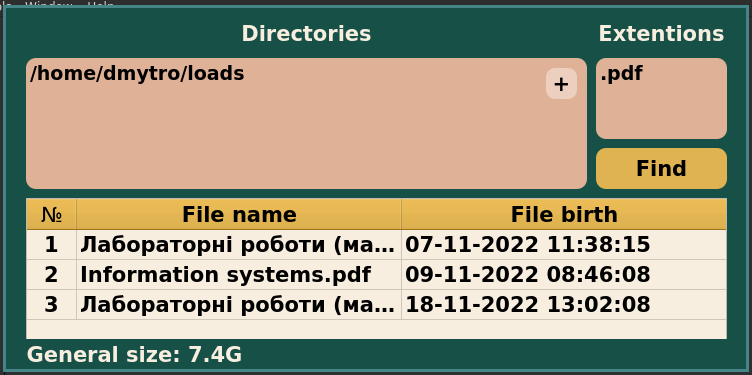 Window Help
Directories Extentions
/home/dmytro/loads + .pdf
Find
№ File name File birth
1 Лабораторні роботи (ма... 07-11-2022 11:38:15
2 Information systems.pdf 09-11-2022 08:46:08
3 Лабораторні роботи (ма... 18-11-2022 13:02:08
General size: 7.4G